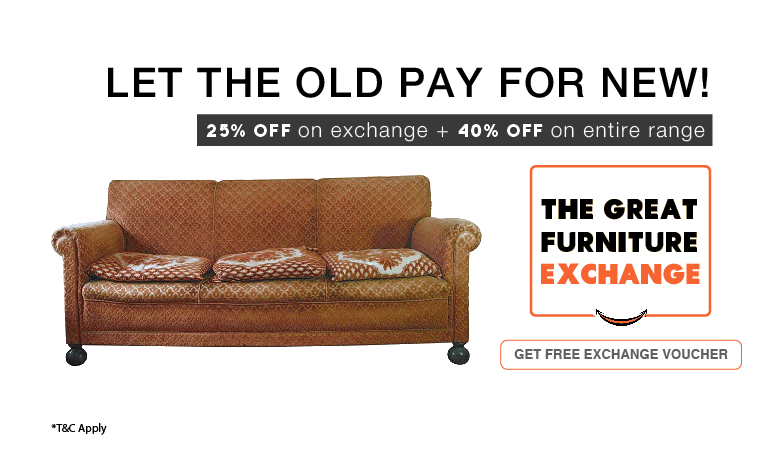 LET THE OLD PAY FOR NEW!
25% OFF on exchange + 40% OFF on entire range
THE GREAT
FURNITURE
EXCHANGE
GET FREE EXCHANGE VOUCHER
*T&C Apply